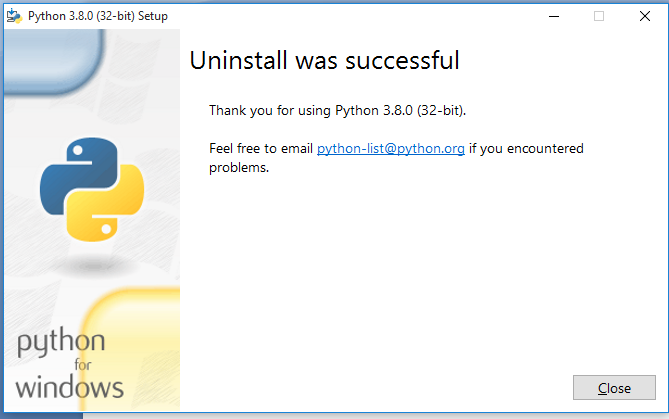 Python 3.8.0 (32-bit) Setup
Uninstall was successful
Thank you for using Python 3.8.0 (32-bit).
Feel free to email python-list@python.org if you encountered
problems.
python
for
windows
Close